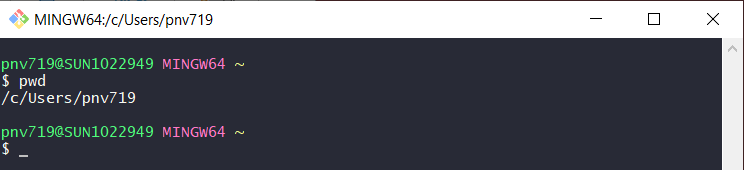 MINGW64:/c/Users/pnv719
pnv719@SUN1022949 MINGW64 ~
$ pwd
/c/Users/pnv719
pnv719@SUN1022949 MINGW64 ~
$ _